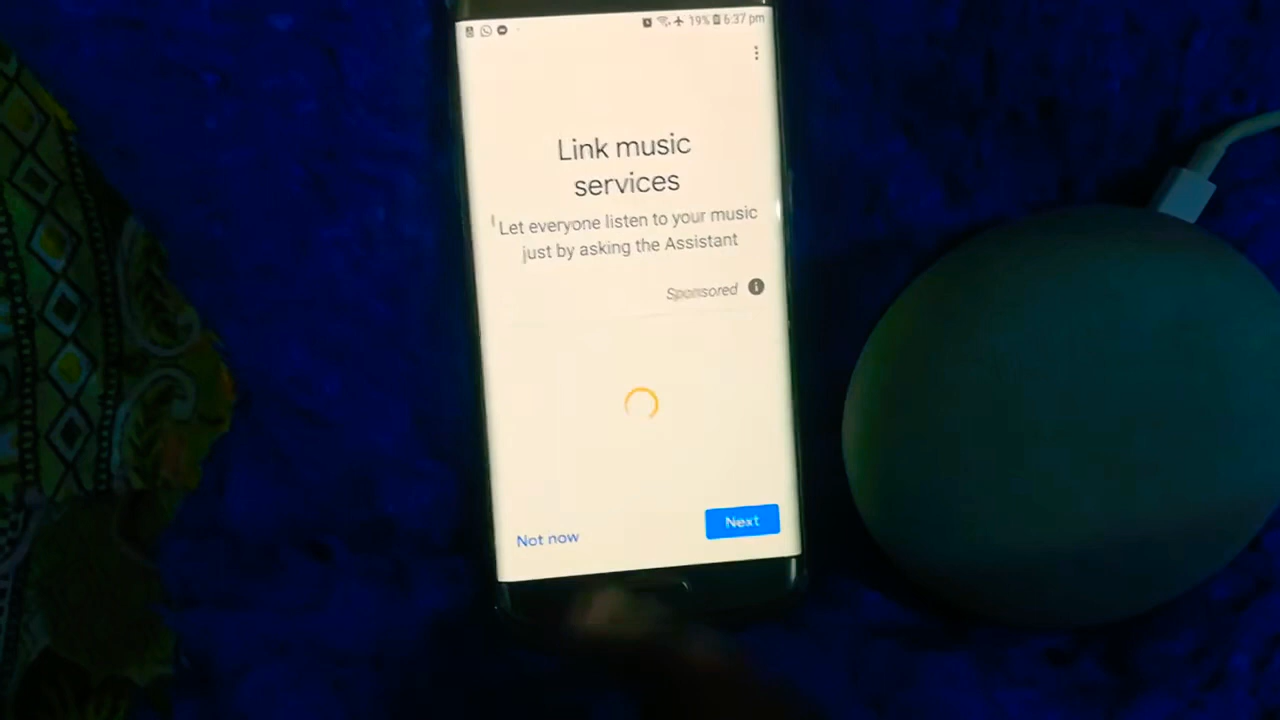 19% 6:37 pm
Link music
services
Let everyone listen to your music
just by asking the Assistant
Sponsored
Not now
Next